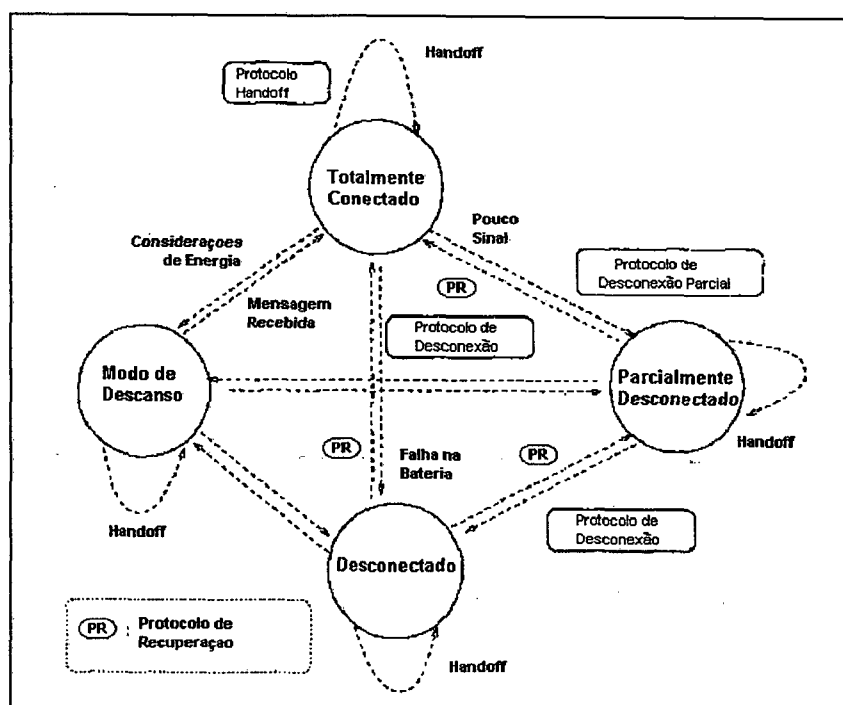 Handoff
Protocolo
Handoff
Totalmente
Conectado
Pouco
Sinal
Consideraçoes
de Energia
Protocolo de
Desconexão Parcial
PR
Mensagem
Recebida
Protocolo de
Desconexão
Modo de
Descanso
Parcialmente
Desconectado
Handoff
PR
Falha na
Bateria
PR
Handoff
Protocolo de
Desconexão
Desconectado
PR : Protocolo de
Recuperaçao
Handoff